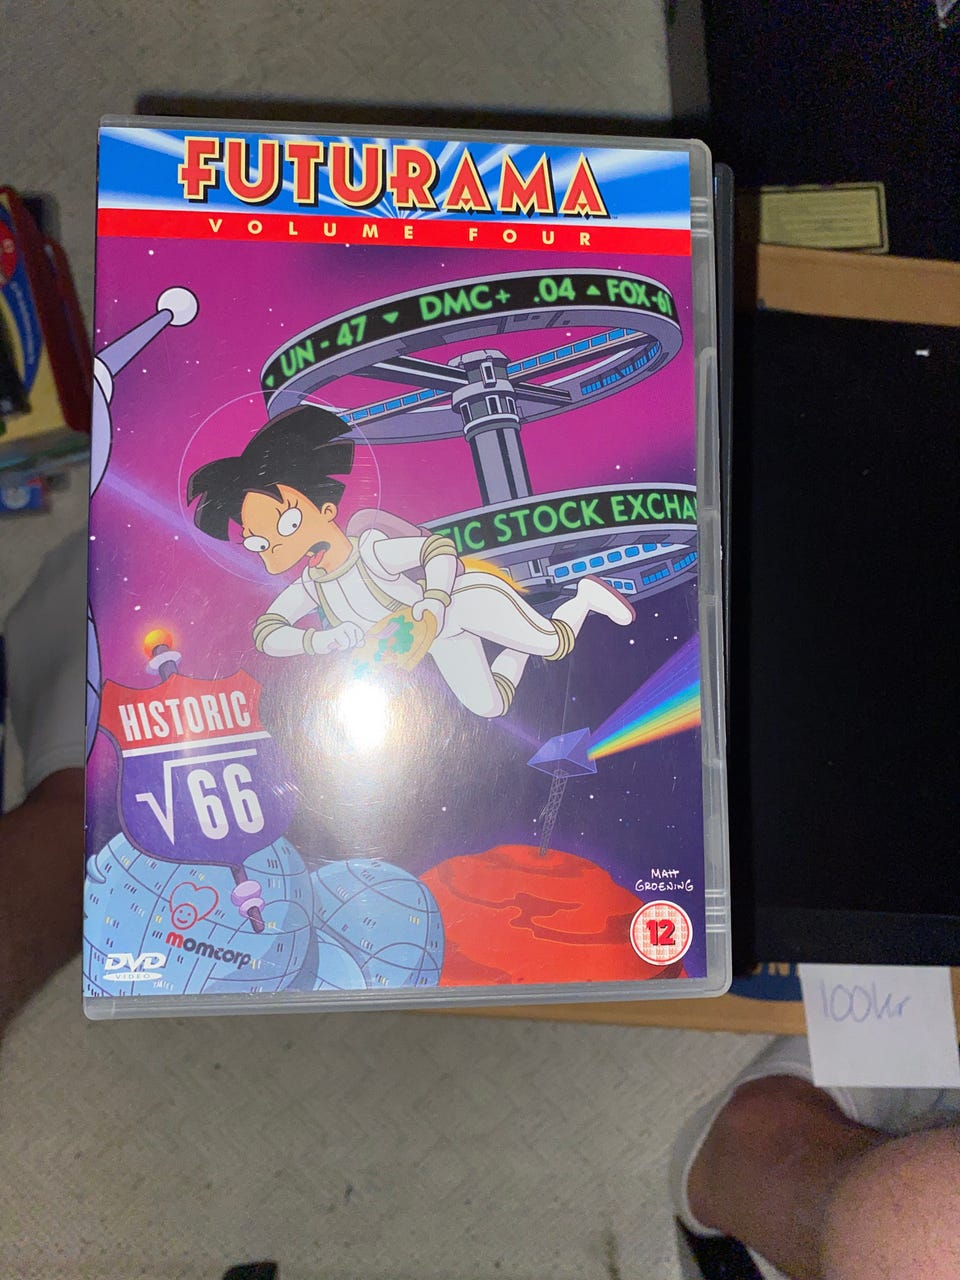 FUTURAMA
VOLUME FOUR
UN - 47 ▼ DMC+ .04 ▲ FOX-61
TIC STOCK EXCHA
HISTORIC
√66
MATT
GROENING
12
momcorp
DVD
VIDEO
100kr